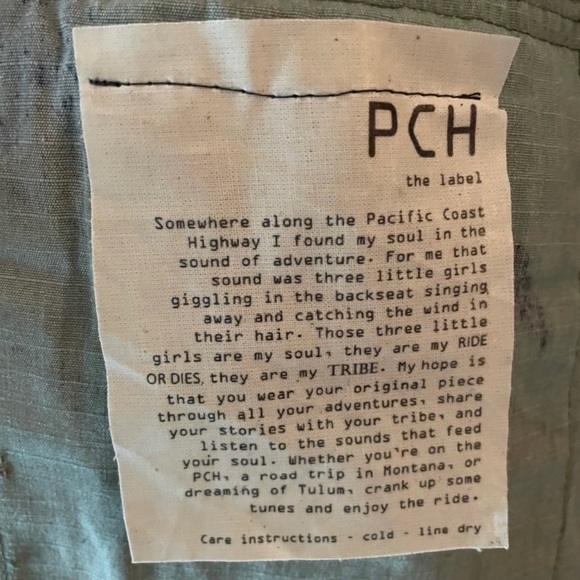 PCH
the label
Somewhere along the Pacific Coast
Highway I found my soul in the
sound of adventure. For me that
sound was three little girls
giggling in the backseat singing
away and catching the wind in
their hair. Those three little
girls are my soul, they are my RIDE
OR DIES, they are my TRIBE. My hope is
that you wear your original piece
through all your adventures, share
your stories with your tribe, and
listen to the sounds that feed
your soul. Whether you're on the
PCH, a road trip in Montana, or
dreaming of Tulum, crank up some
tunes and enjoy the ride.
Care instructions - cold - line dry